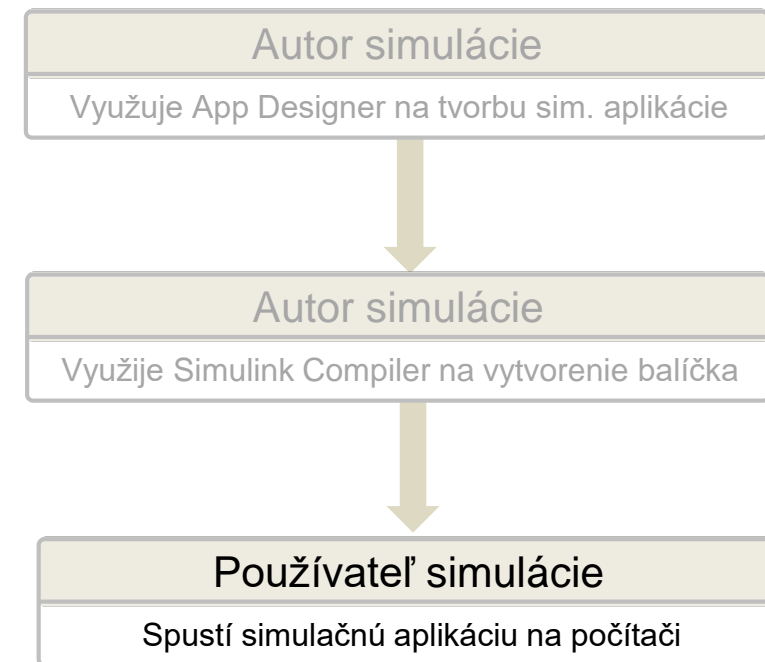 Autor simulácie
Využuje App Designer na tvorbu sim. aplikácie
Autor simulácie
Využije Simulink Compiler na vytvorenie balíčka
Používateľ simulácie
Spustí simulačnú aplikáciu na počítači